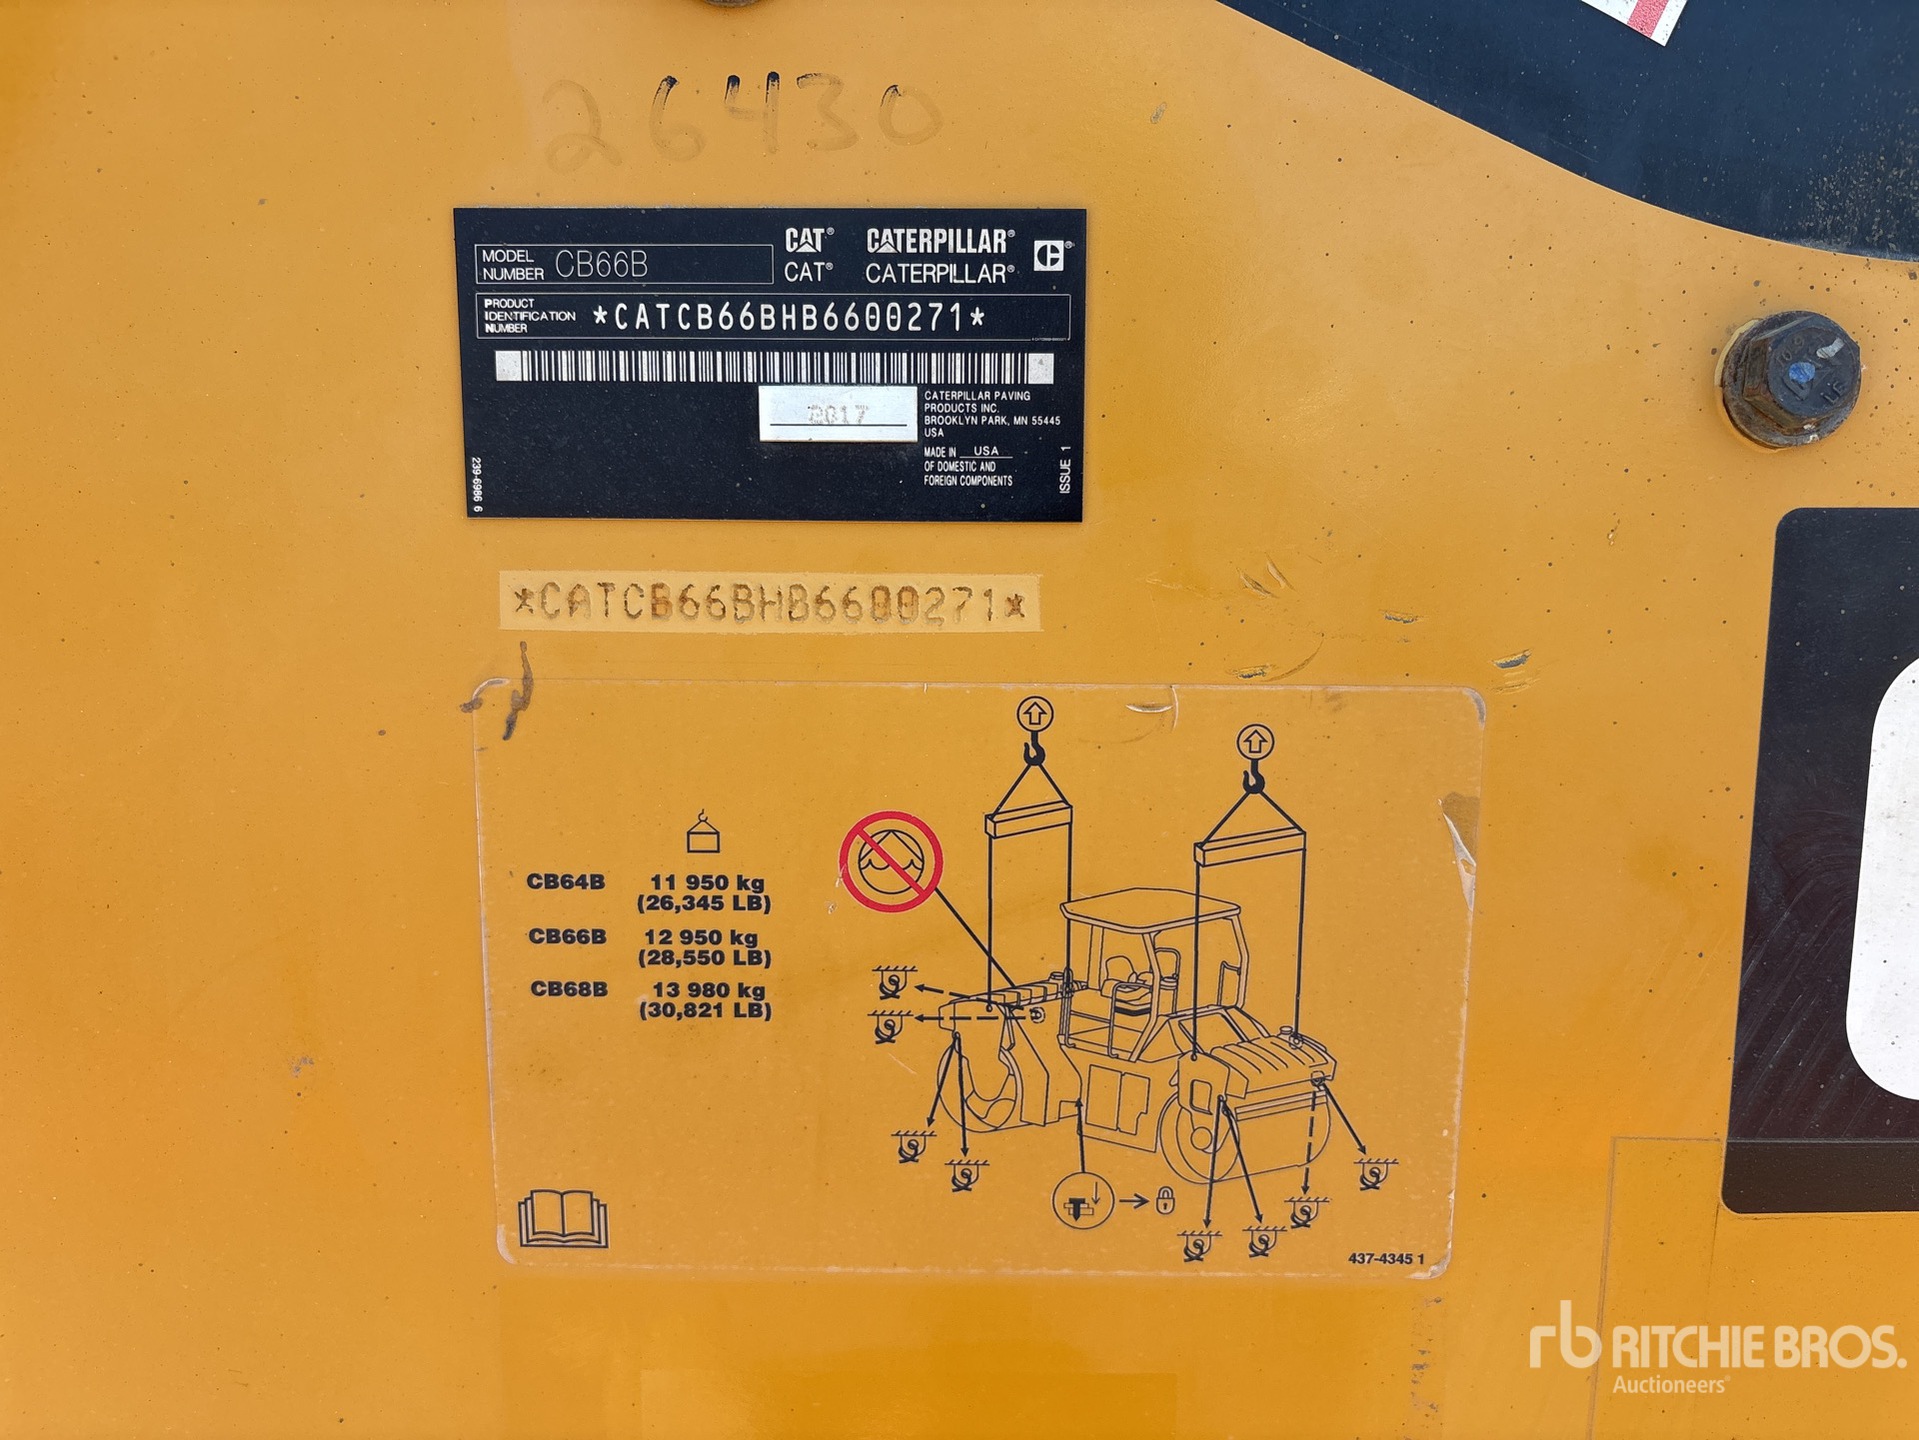 26430
MODEL NUMBER CB66B
CAT® CATERPILLAR®
CAT® CATERPILLAR®
PRODUCT
IDENTIFICATION
NUMBER
*CATCB66BHB6600271*
2017
CATERPILLAR PAVING
PRODUCTS INC.
BROOKLYN PARK, MN 55445
USA
MADE IN USA
OF DOMESTIC AND
FOREIGN COMPONENTS
239-6986 6
ISSUE 1
*CATCB66BHB6600271*
CB64B 11 950 kg
(26,345 LB)
CB66B 12 950 kg
(28,550 LB)
CB68B 13 980 kg
(30,821 LB)
437-4345 1
rb RITCHIE BROS.
Auctioneers®